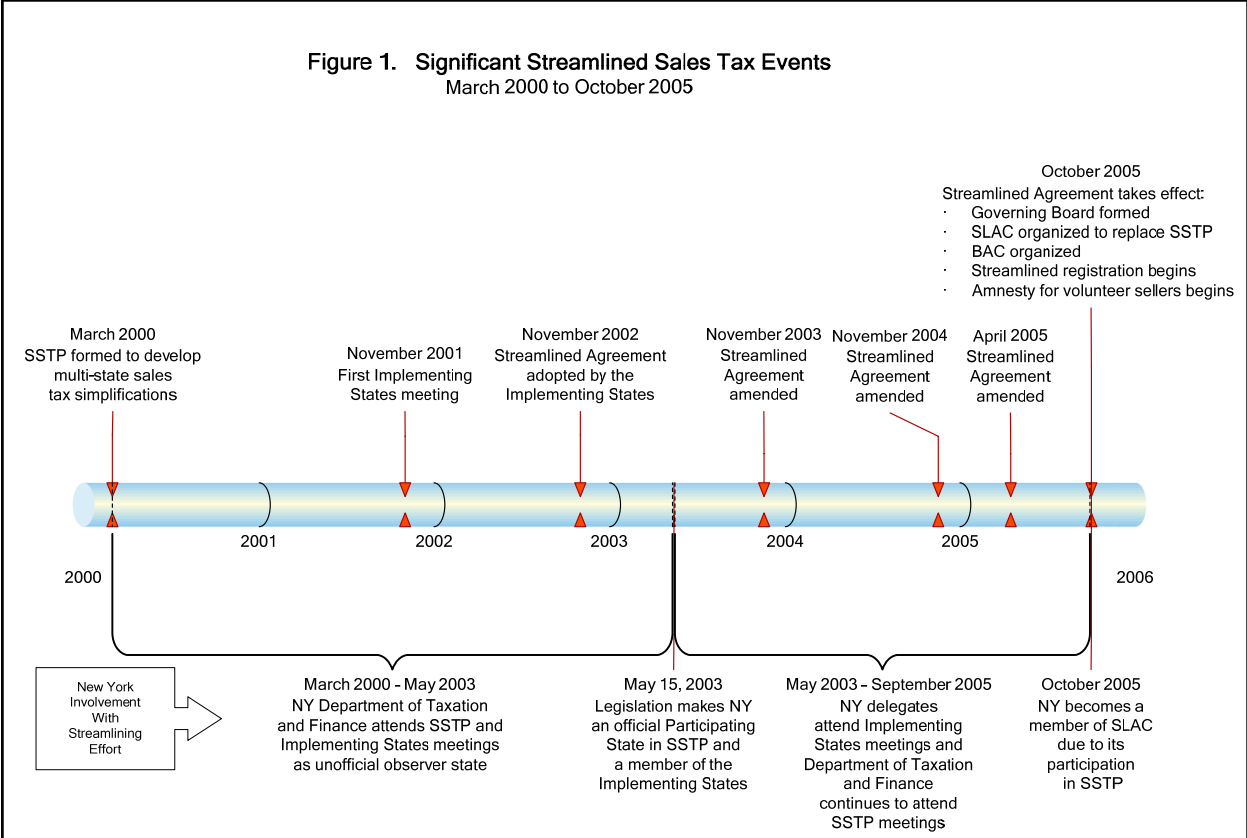 Figure 1.   Significant Streamlined Sales Tax Events
March 2000 to October 2005
October 2005
Streamlined Agreement takes effect:
· Governing Board formed
· SLAC organized to replace SSTP
· BAC organized
· Streamlined registration begins
· Amnesty for volunteer sellers begins
March 2000
SSTP formed to develop
multi-state sales
tax simplifications
November 2001
First Implementing
States meeting
November 2002
Streamlined Agreement
adopted by the
Implementing States
November 2003
Streamlined
Agreement
amended
November 2004
Streamlined
Agreement
amended
April 2005
Streamlined
Agreement
amended
2001
2002
2003
2004
2005
2000
2006
New York
Involvement
With
Streamlining
Effort
March 2000 - May 2003
NY Department of Taxation
and Finance attends SSTP and
Implementing States meetings
as unofficial observer state
May 15, 2003
Legislation makes NY
an official Participating
State in SSTP and
a member of the
Implementing States
May 2003 - September 2005
NY delegates
attend Implementing
States meetings and
Department of Taxation
and Finance
continues to attend
SSTP meetings
October 2005
NY becomes a
member of SLAC
due to its
participation
in SSTP